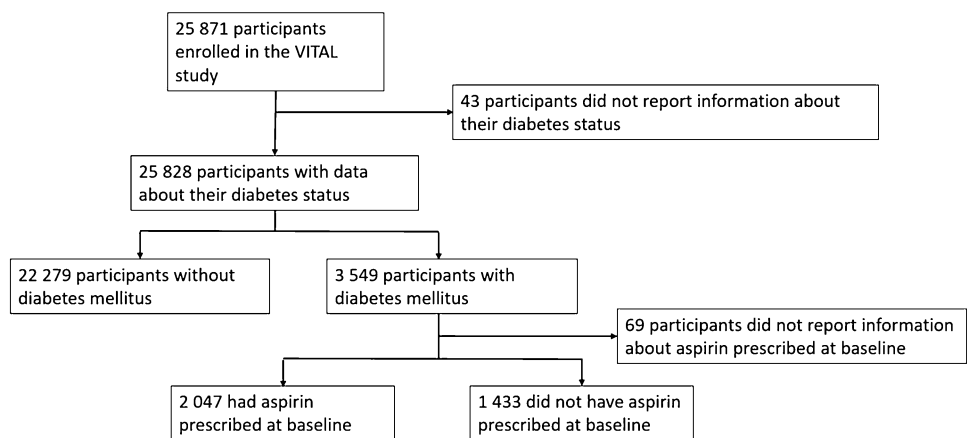 25 871 participants
enrolled in the VITAL
study
43 participants did not report information about
their diabetes status
25 828 participants with data
about their diabetes status
22 279 participants without
diabetes mellitus
3 549 participants with
diabetes mellitus
69 participants did not report information
about aspirin prescribed at baseline
2 047 had aspirin
prescribed at baseline
1 433 did not have aspirin
prescribed at baseline